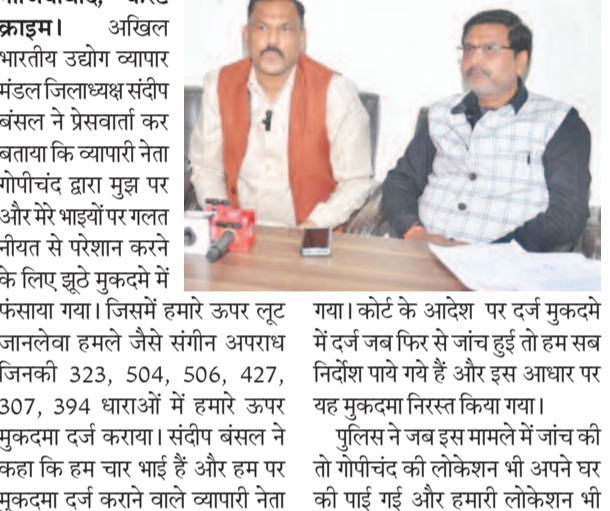 क्राइम। अखिल
भारतीय उद्योग व्यापार
मंडल जिलाध्यक्ष संदीप
बंसल ने प्रेसवार्ता कर
बताया कि व्यापारी नेता
गोपीचंद द्वारा मुझ पर
और मेरे भाइयों पर गलत
नीयत से परेशान करने
के लिए झूठे मुकदमे में
फंसाया गया। जिसमें हमारे ऊपर लूट
जानलेवा हमले जैसे संगीन अपराध
जिनकी 323, 504, 506, 427,
307, 394 धाराओं में हमारे ऊपर
मुकदमा दर्ज कराया। संदीप बंसल ने
कहा कि हम चार भाई हैं और हम पर
मुकदमा दर्ज कराने वाले व्यापारी नेता
गया। कोर्ट के आदेश पर दर्ज मुकदमे
में दर्ज जब फिर से जांच हुई तो हम सब
निर्दोश पाये गये हैं और इस आधार पर
यह मुकदमा निरस्त किया गया।
पुलिस ने जब इस मामले में जांच की
तो गोपीचंद की लोकेशन भी अपने घर
की पाई गई और हमारी लोकेशन भी